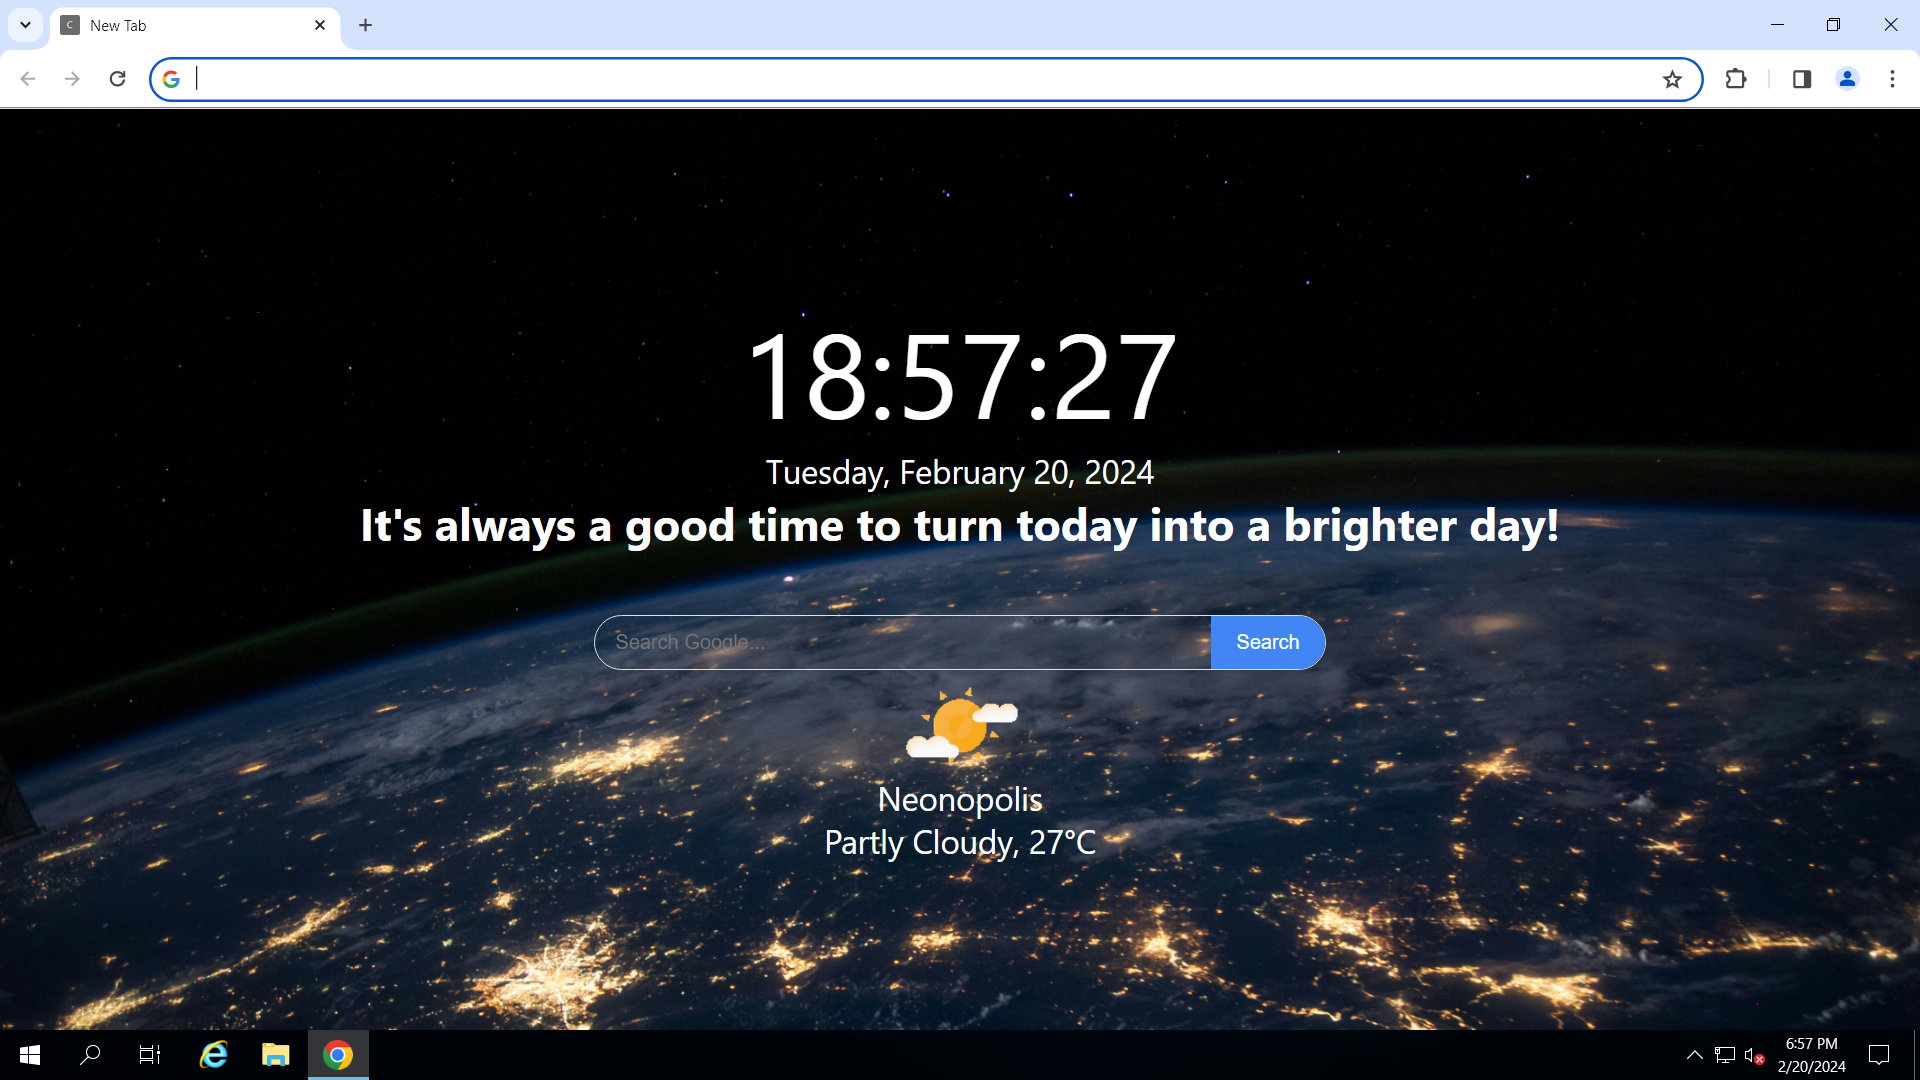 New Tab
18:57:27
Tuesday, February 20, 2024
It's always a good time to turn today into a brighter day!
Search Google...
Search
Neonopolis
Partly Cloudy, 27°C
6:57 PM
2/20/2024